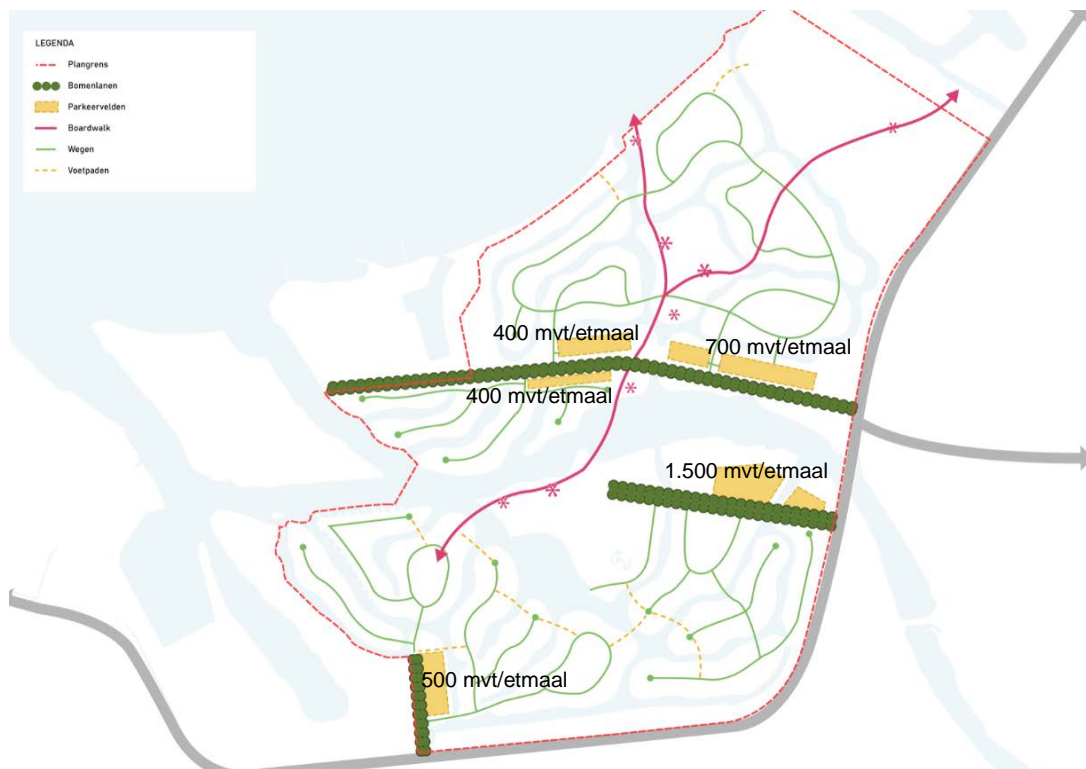 LEGENDA
Plangrens
Bomenlanen
Parkeervelden
Boardwalk
Wegen
Voetpaden
400 mvt/etmaal
700 mvt/etmaal
400 mvt/etmaal
1.500 mvt/etmaal
500 mvt/etmaal